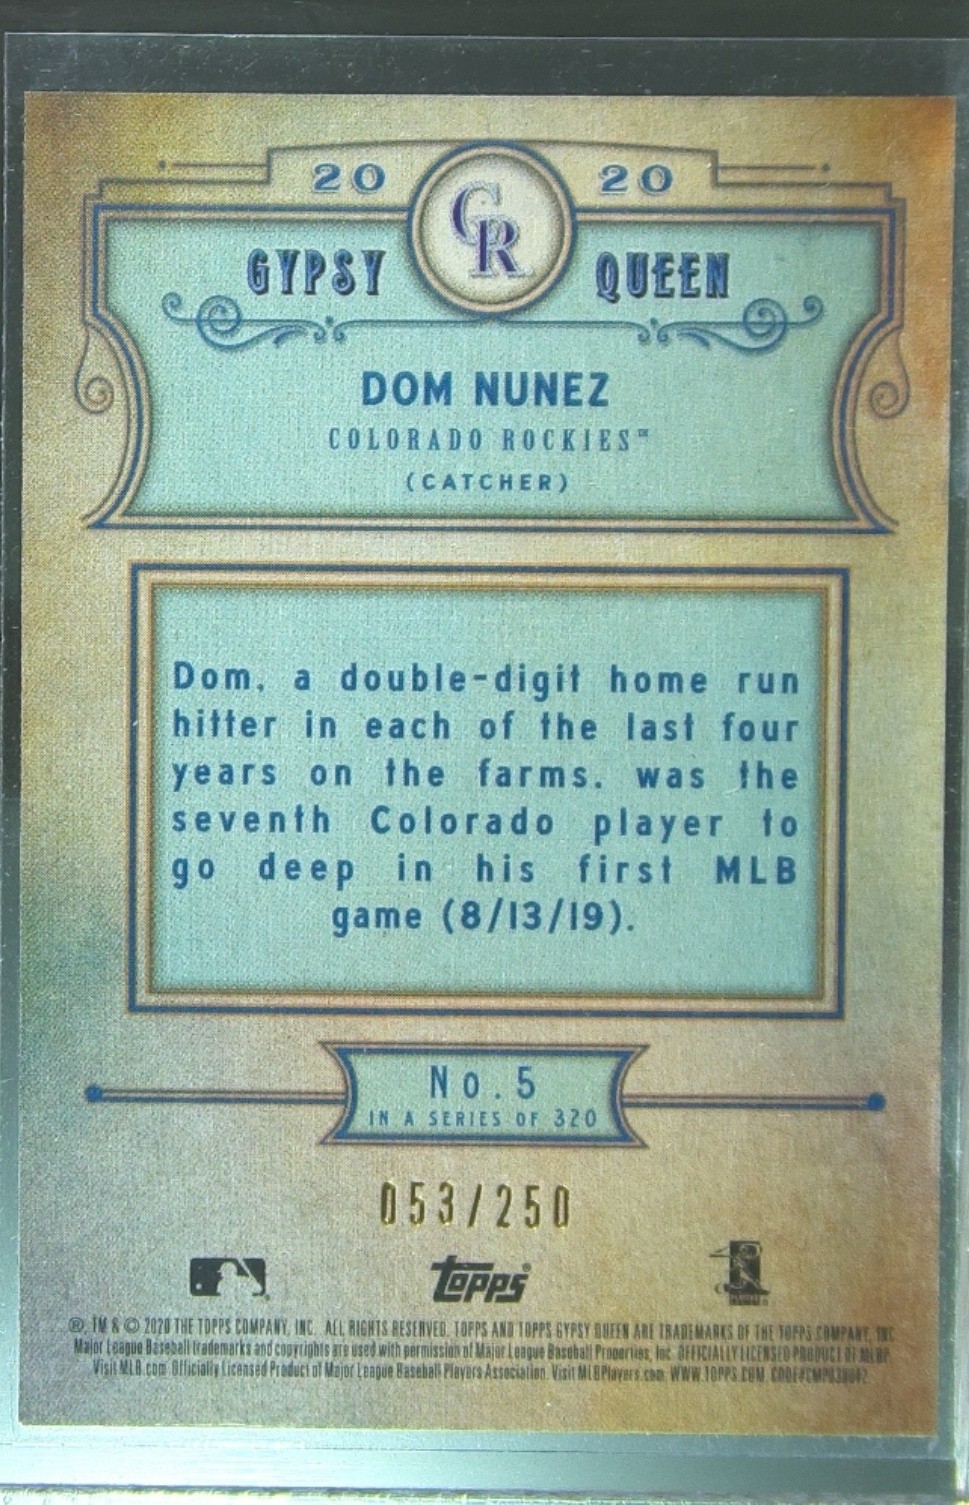 20 20
CR
GYPSY QUEEN
DOM NUNEZ
COLORADO ROCKIES™
(CATCHER)
Dom, a double-digit home run
hitter in each of the last four
years on the farms, was the
seventh Colorado player to
go deep in his first MLB
game (8/13/19).
No. 5
IN A SERIES OF 320
053/250
Topps®
®, TM & © 2020 THE TOPPS COMPANY, INC. ALL RIGHTS RESERVED. TOPPS AND TOPPS GYPSY QUEEN ARE TRADEMARKS OF THE TOPPS COMPANY, INC.
Major League Baseball trademarks and copyrights are used with permission of Major League Baseball Properties, Inc. OFFICIALLY LICENSED PRODUCT OF MLBP.
Visit MLB.com Officially Licensed Product of Major League Baseball Players Association. Visit MLBPlayers.com. WWW.TOPPS.COM.